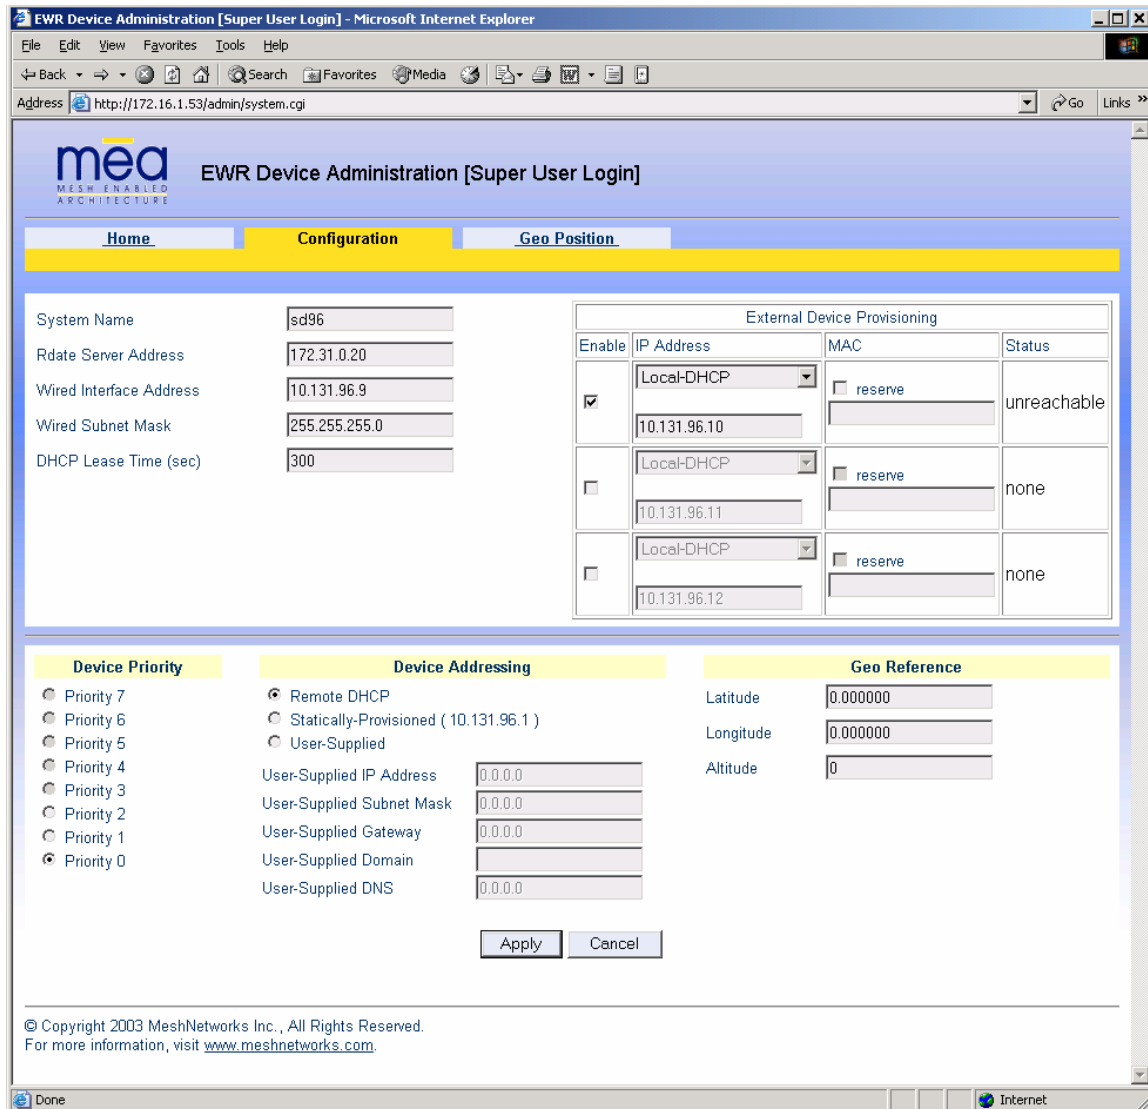 EWR Device Administration [Super User Login] - Microsoft Internet Explorer
File Edit View Favorites Tools Help
Back Search Favorites Media
Address http://172.16.1.53/admin/system.cgi Go Links »
mea
MESH ENABLED
ARCHITECTURE
EWR Device Administration [Super User Login]
Home Configuration Geo Position
System Name sd96
Rdate Server Address 172.31.0.20
Wired Interface Address 10.131.96.9
Wired Subnet Mask 255.255.255.0
DHCP Lease Time (sec) 300
External Device Provisioning
Enable IP Address MAC Status
Local-DHCP
reserve
unreachable
10.131.96.10
Local-DHCP
reserve
none
10.131.96.11
Local-DHCP
reserve
none
10.131.96.12
Device Priority
Priority 7
Priority 6
Priority 5
Priority 4
Priority 3
Priority 2
Priority 1
Priority 0
Device Addressing
Remote DHCP
Statically-Provisioned ( 10.131.96.1 )
User-Supplied
User-Supplied IP Address 0.0.0.0
User-Supplied Subnet Mask 0.0.0.0
User-Supplied Gateway 0.0.0.0
User-Supplied Domain
User-Supplied DNS 0.0.0.0
Geo Reference
Latitude 0.000000
Longitude 0.000000
Altitude 0
Apply Cancel
© Copyright 2003 MeshNetworks Inc., All Rights Reserved.
For more information, visit www.meshnetworks.com.
Done Internet